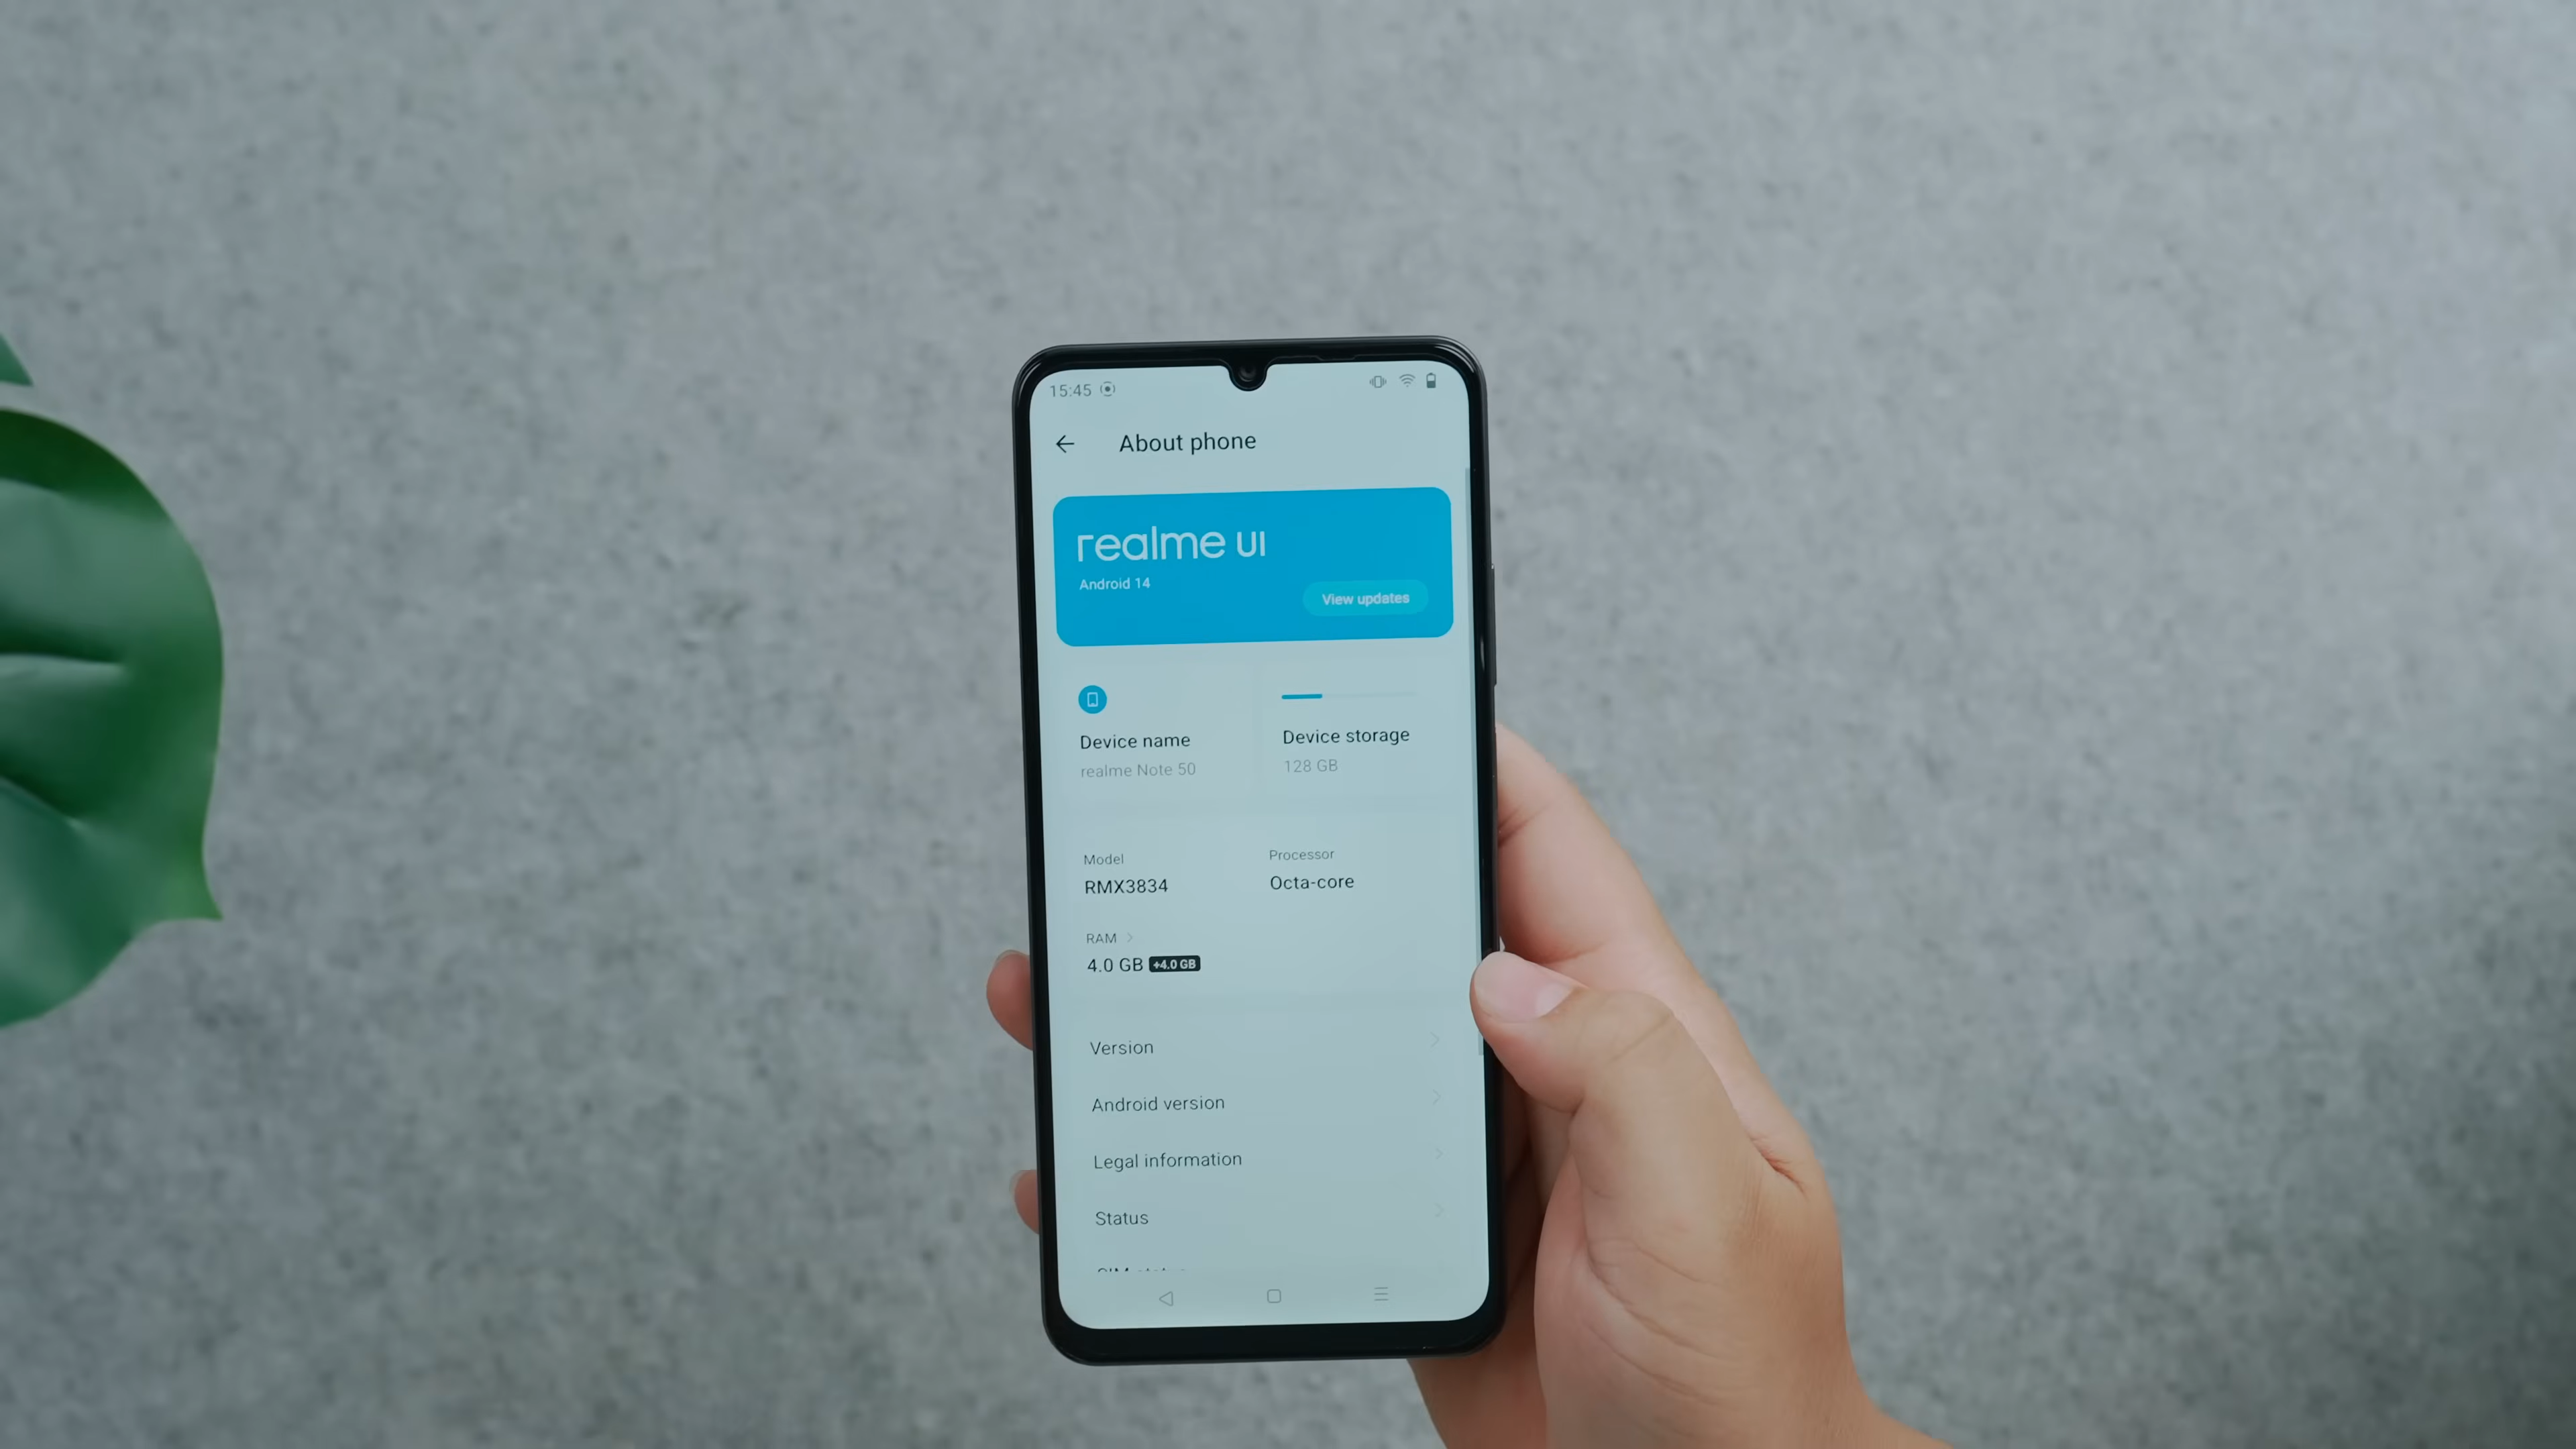 15:45
About phone
realme UI
Android 14
View updates
Device name
realme Note 50
Device storage
128 GB
Model
RMX3834
Processor
Octa-core
RAM
4.0 GB +4.0 GB
Version
Android version
Legal information
Status